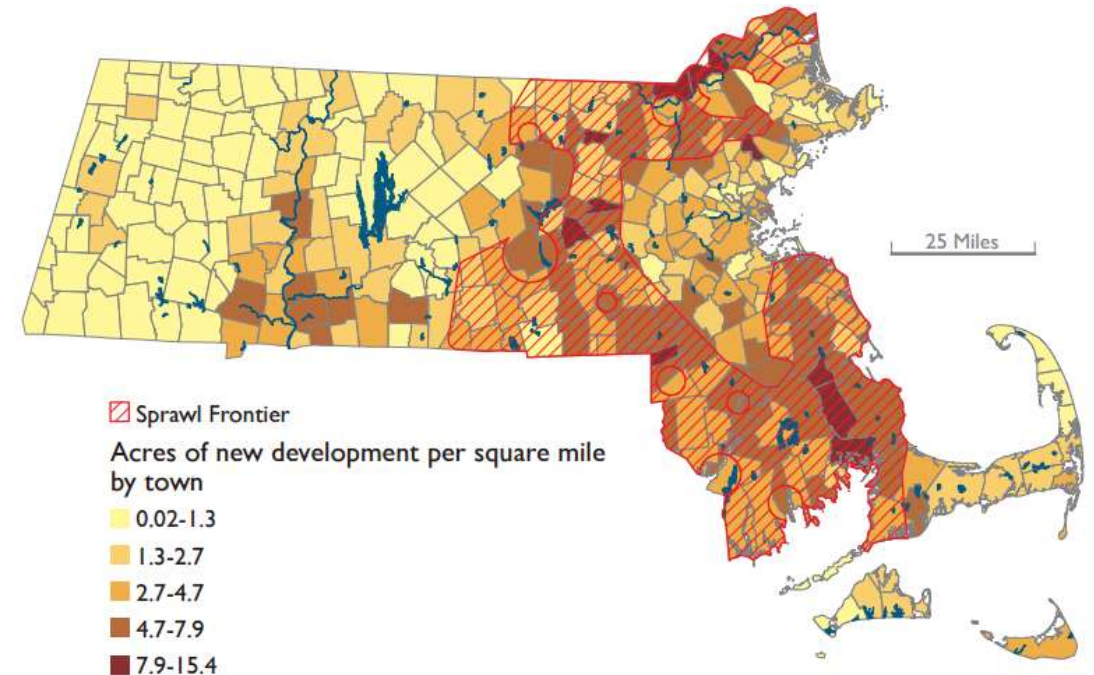 25 Miles
Sprawl Frontier
Acres of new development per square mile
by town
0.02-1.3
1.3-2.7
2.7-4.7
4.7-7.9
7.9-15.4